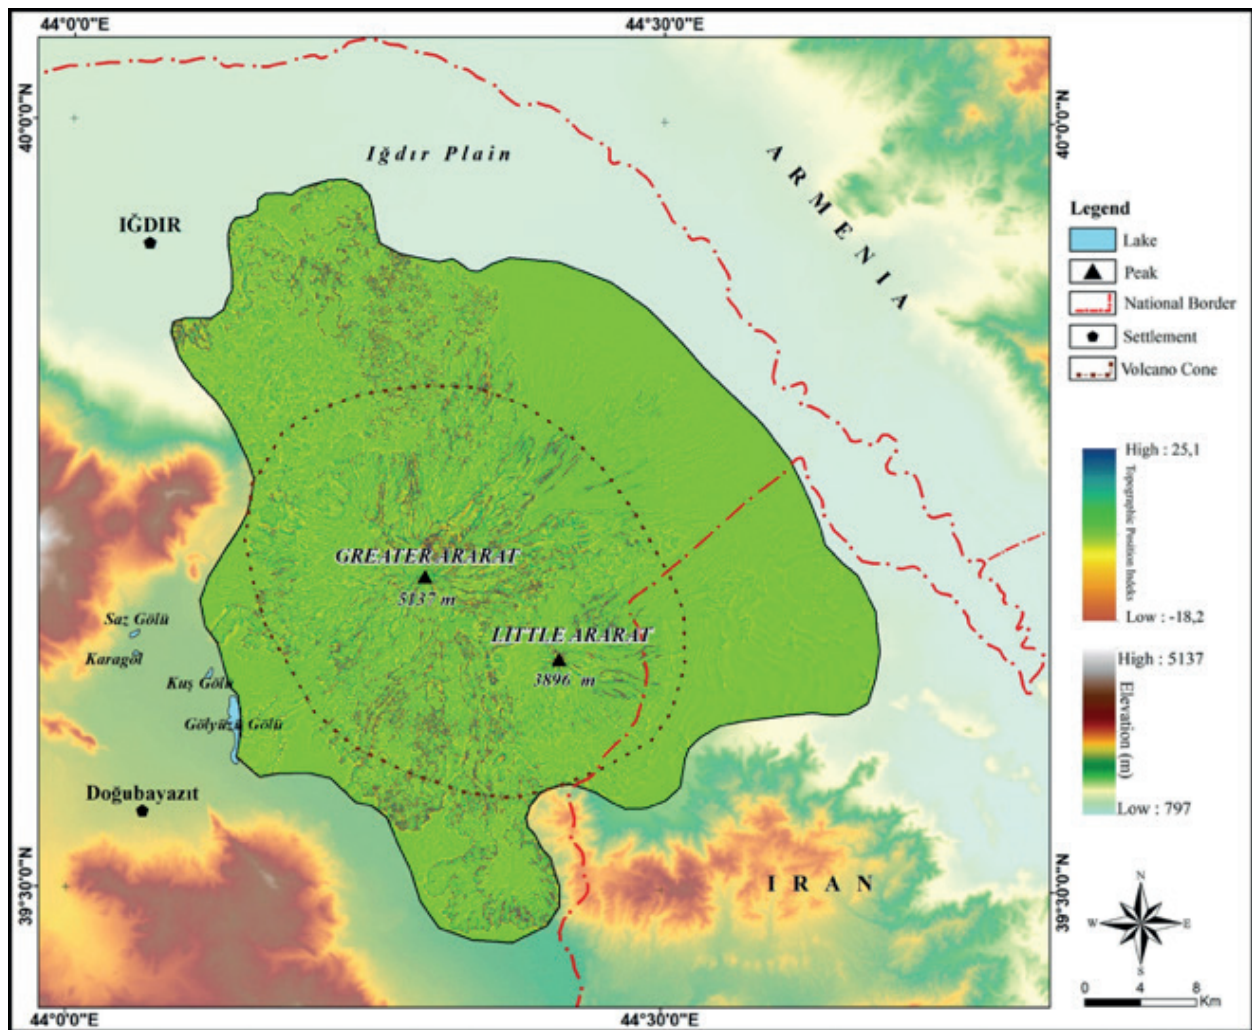 44°0'0"E
44°30'0"E
40°0'0"N
40°0'0"N
Iğdır Plain
ARMENIA
IĞDIR
GREATER ARARAT
5137 m
LITTLE ARARAT
3896 m
Saz Gölü
Karagöl
Kuş Gölü
Gölyüzü Gölü
Doğubayazıt
IRAN
39°30'0"N
39°30'0"N
44°0'0"E
44°30'0"E
Legend
Lake
Peak
National Border
Settlement
Volcano Cone
High : 25,1
Topographic Position Indeks
Low : -18,2
High : 5137
Elevation (m)
Low : 797
N
W
E
S
0 4 8
Km